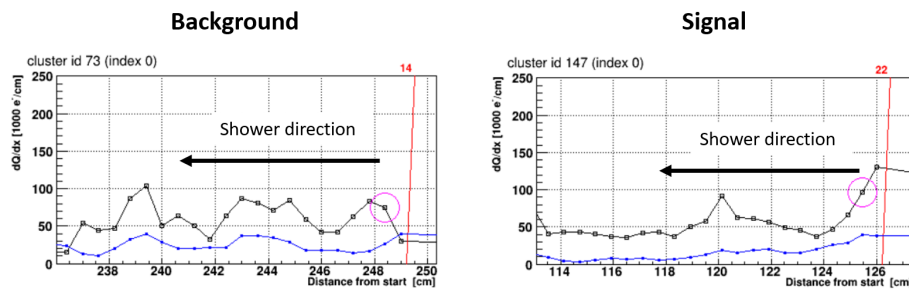 Background
Signal
cluster id 73 (index 0)
14
dQ/dx [1000 e⁻/cm]
250
200
150
100
50
0
Shower direction
238
240
242
244
246
248
250
Distance from start [cm]
cluster id 147 (index 0)
22
dQ/dx [1000 e⁻/cm]
250
200
150
100
50
0
Shower direction
114
116
118
120
122
124
126
Distance from start [cm]